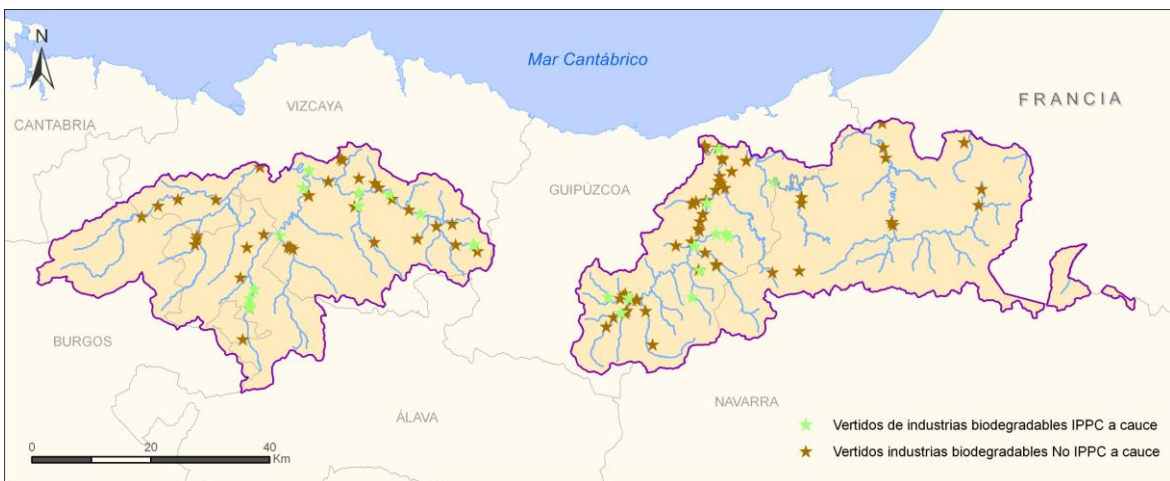 N
Mar Cantábrico
FRANCIA
VIZCAYA
CANTABRIA
GUIPÚZCOA
BURGOS
NAVARRA
ÁLAVA
Vertidos de industrias biodegradables IPPC a cauce
Vertidos industrias biodegradables No IPPC a cauce
0 20 40
Km